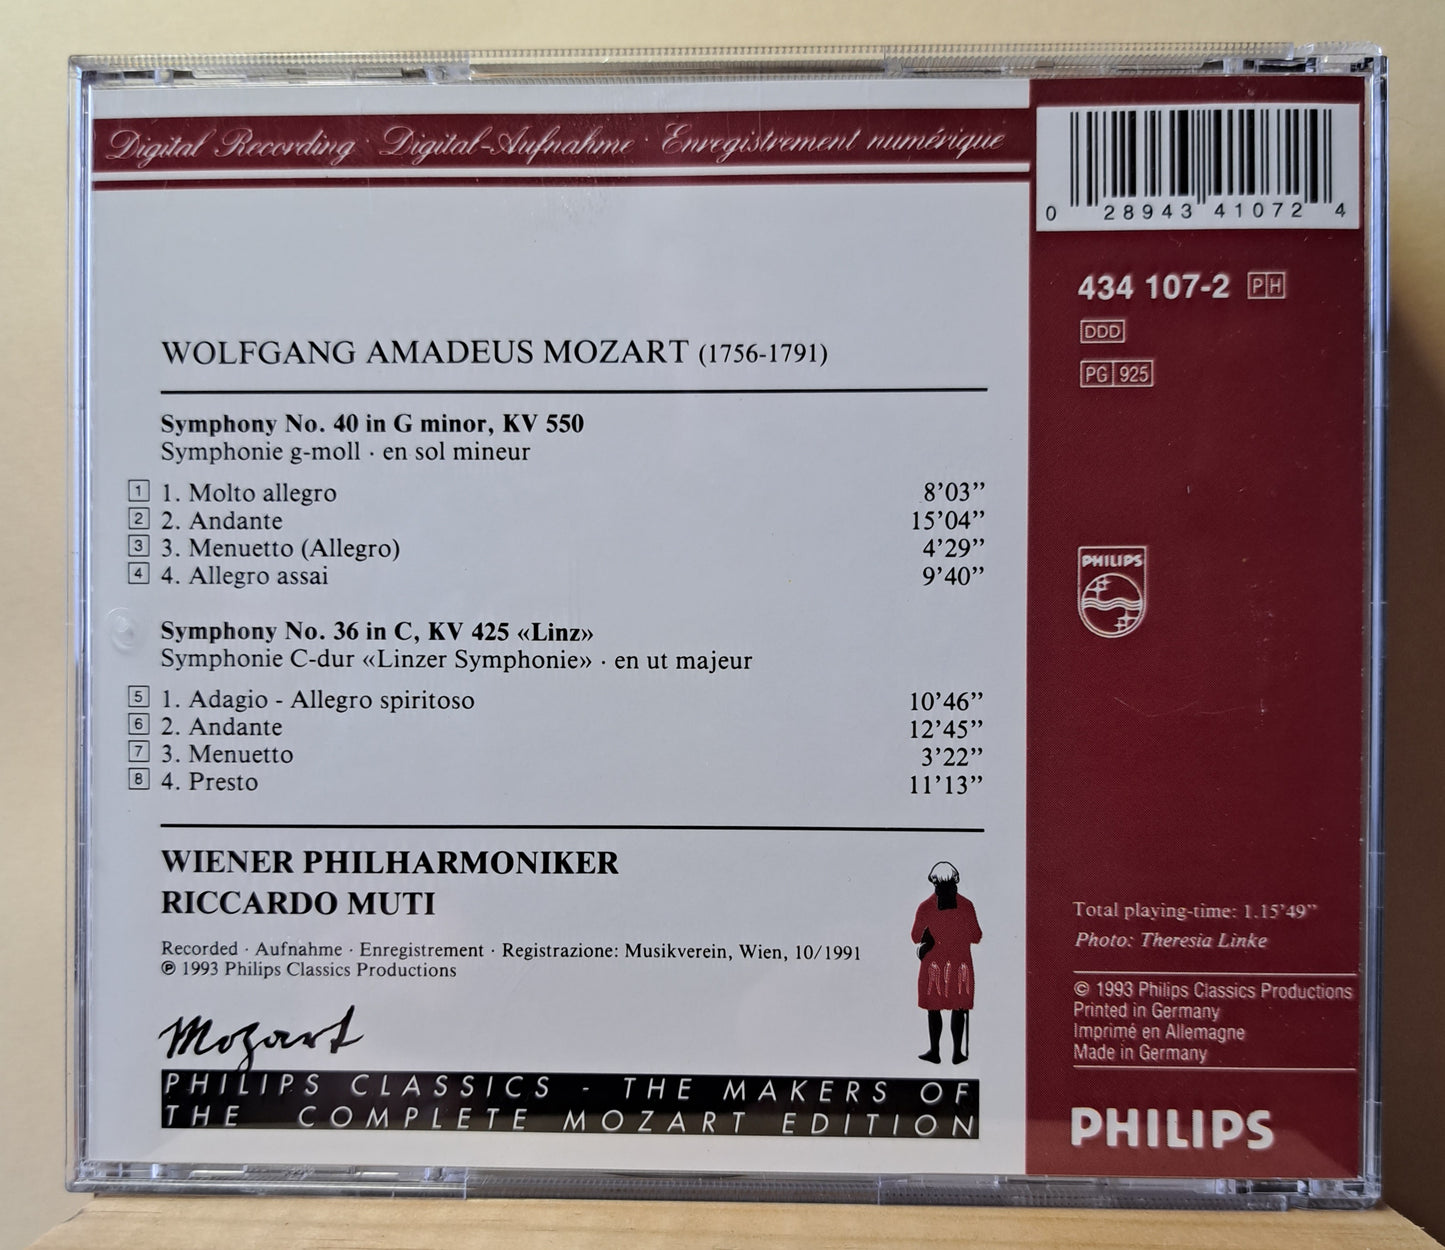 Digital Recording · Digital-Aufnahme · Enregistrement numérique
0 28943 41072 4
434 107-2 PH
DDD
PG 925
WOLFGANG AMADEUS MOZART (1756-1791)
Symphony No. 40 in G minor, KV 550
Symphonie g-moll · en sol mineur
1 1. Molto allegro 8’03”
2 2. Andante 15’04”
3 3. Menuetto (Allegro) 4’29”
4 4. Allegro assai 9’40”
Symphony No. 36 in C, KV 425 «Linz»
Symphonie C-dur «Linzer Symphonie» · en ut majeur
5 1. Adagio - Allegro spiritoso 10’46”
6 2. Andante 12’45”
7 3. Menuetto 3’22”
8 4. Presto 11’13”
WIENER PHILHARMONIKER
RICCARDO MUTI
Recorded · Aufnahme · Enregistrement · Registrazione: Musikverein, Wien, 10/1991
℗ 1993 Philips Classics Productions
Mozart
PHILIPS CLASSICS - THE MAKERS OF
THE COMPLETE MOZART EDITION
PHILIPS
Total playing-time: 1.15’49”
Photo: Theresia Linke
© 1993 Philips Classics Productions
Printed in Germany
Imprimé en Allemagne
Made in Germany
PHILIPS